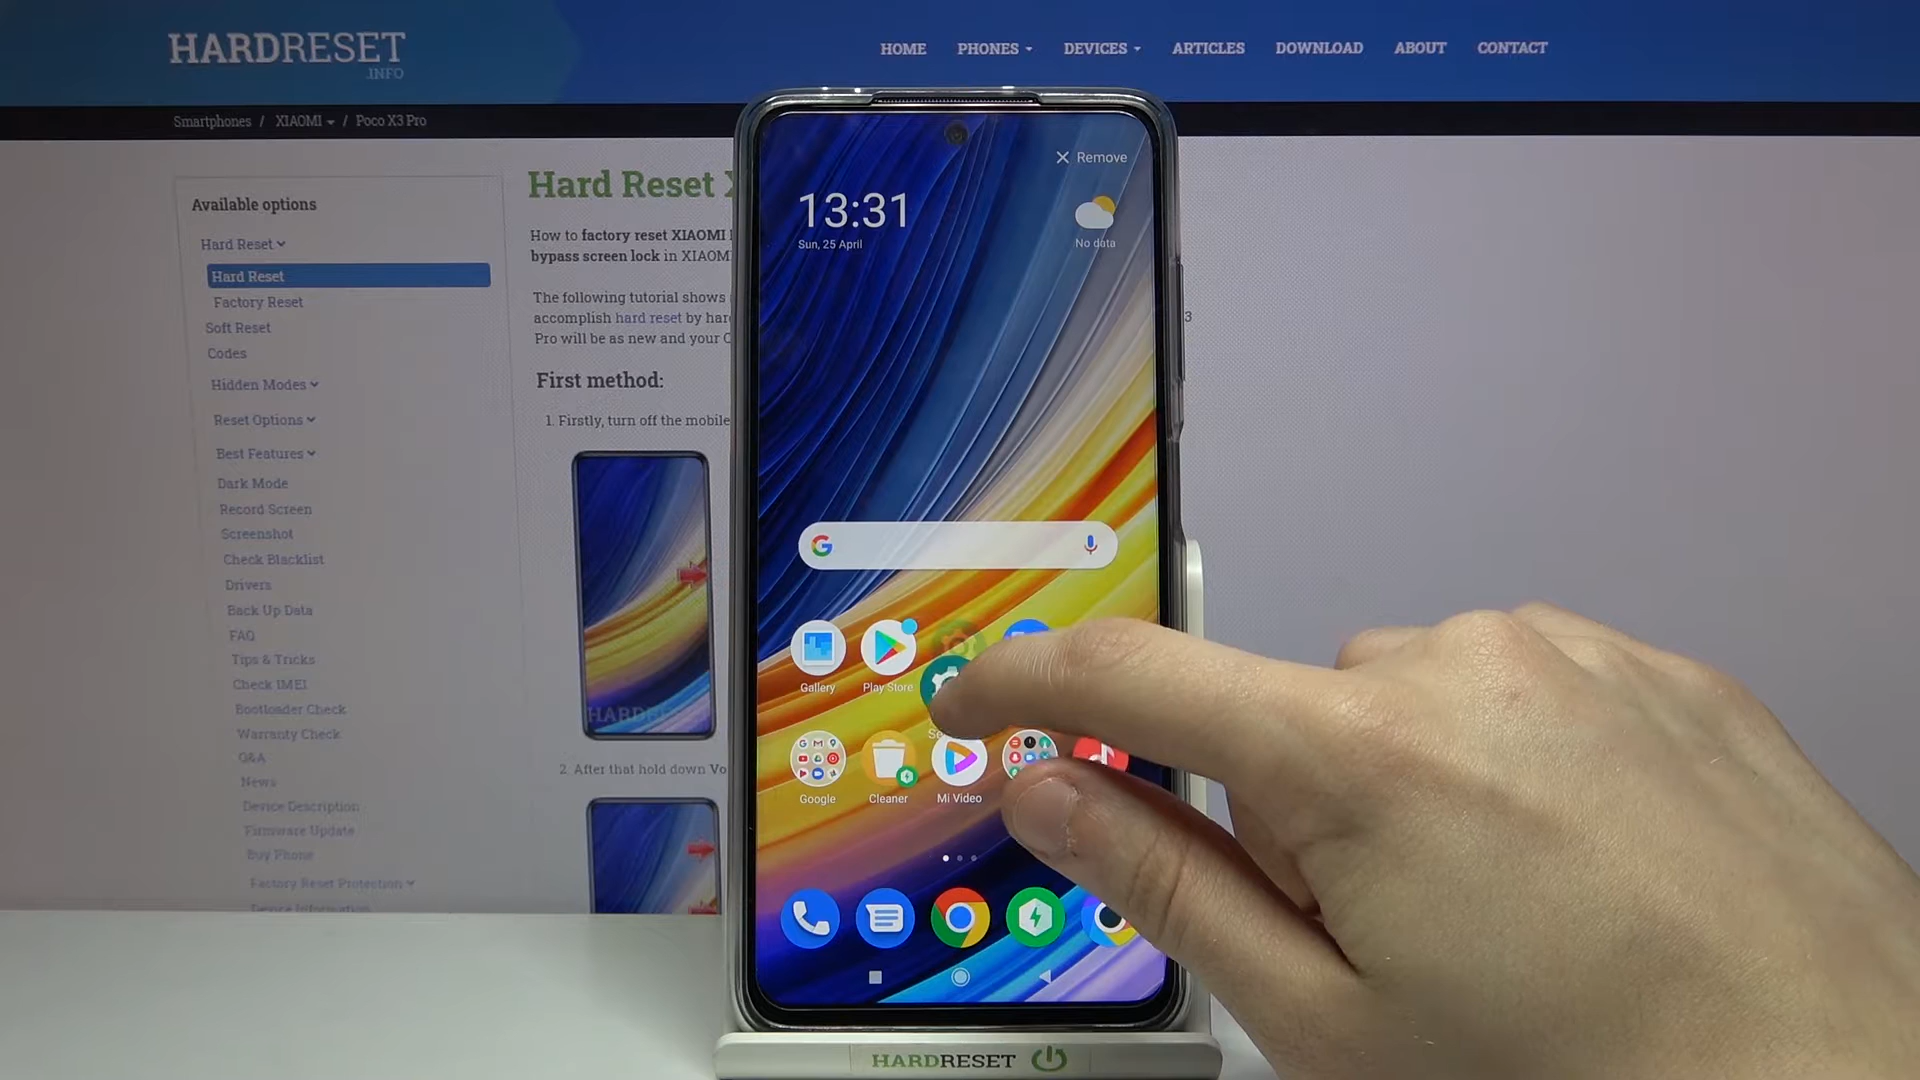 HARDRESET
.INFO
HOME PHONES DEVICES ARTICLES DOWNLOAD ABOUT CONTACT
Smartphones / XIAOMI / Poco X3 Pro
Available options
Hard Reset
Hard Reset
Factory Reset
Soft Reset
Codes
Hidden Modes
Reset Options
Best Features
Dark Mode
Record Screen
Screenshot
Check Blacklist
Drivers
Back Up Data
FAQ
Tips & Tricks
Check IMEI
Bootloader Check
Warranty Check
Q&A
News
Device Description
Firmware Update
Buy Phone
Factory Reset Protection
Device Information
Hard Reset
How to factory reset XIAOMI
bypass screen lock in XIAOM
The following tutorial shows
accomplish hard reset by har
3
Pro will be as new and your
First method:
1. Firstly, turn off the mobile
2. After that hold down Vo
Remove
13:31
Sun, 25 April
No data
Gallery
Play Store
Google
Cleaner
Mi Video
HARDRESET